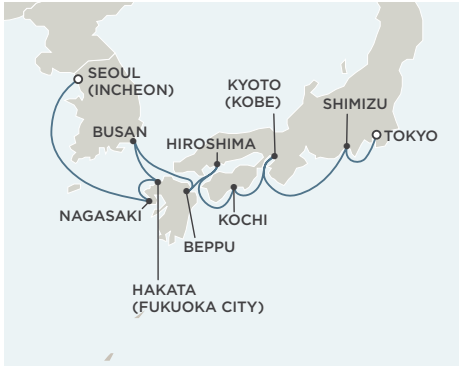 SEOUL
(INCHEON)
KYOTO
(KOBE)
SHIMIZU
BUSAN
HIROSHIMA
TOKYO
NAGASAKI
KOCHI
BEPPU
HAKATA
(FUKUOKA CITY)